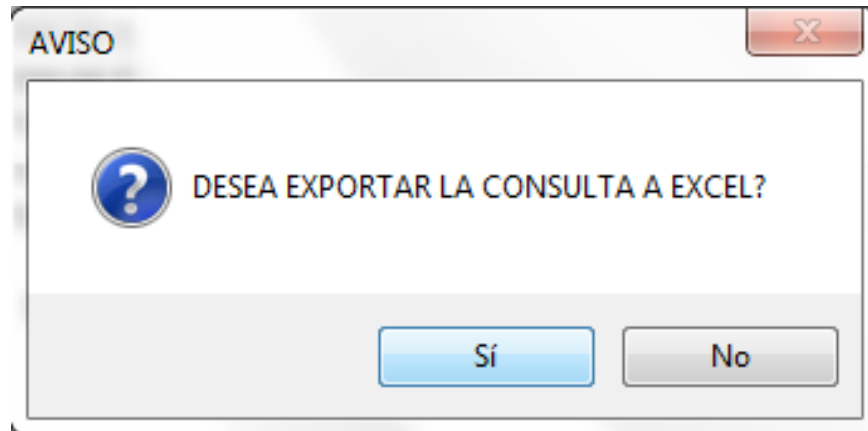 AVISO
DESEA EXPORTAR LA CONSULTA A EXCEL?
Sí
No